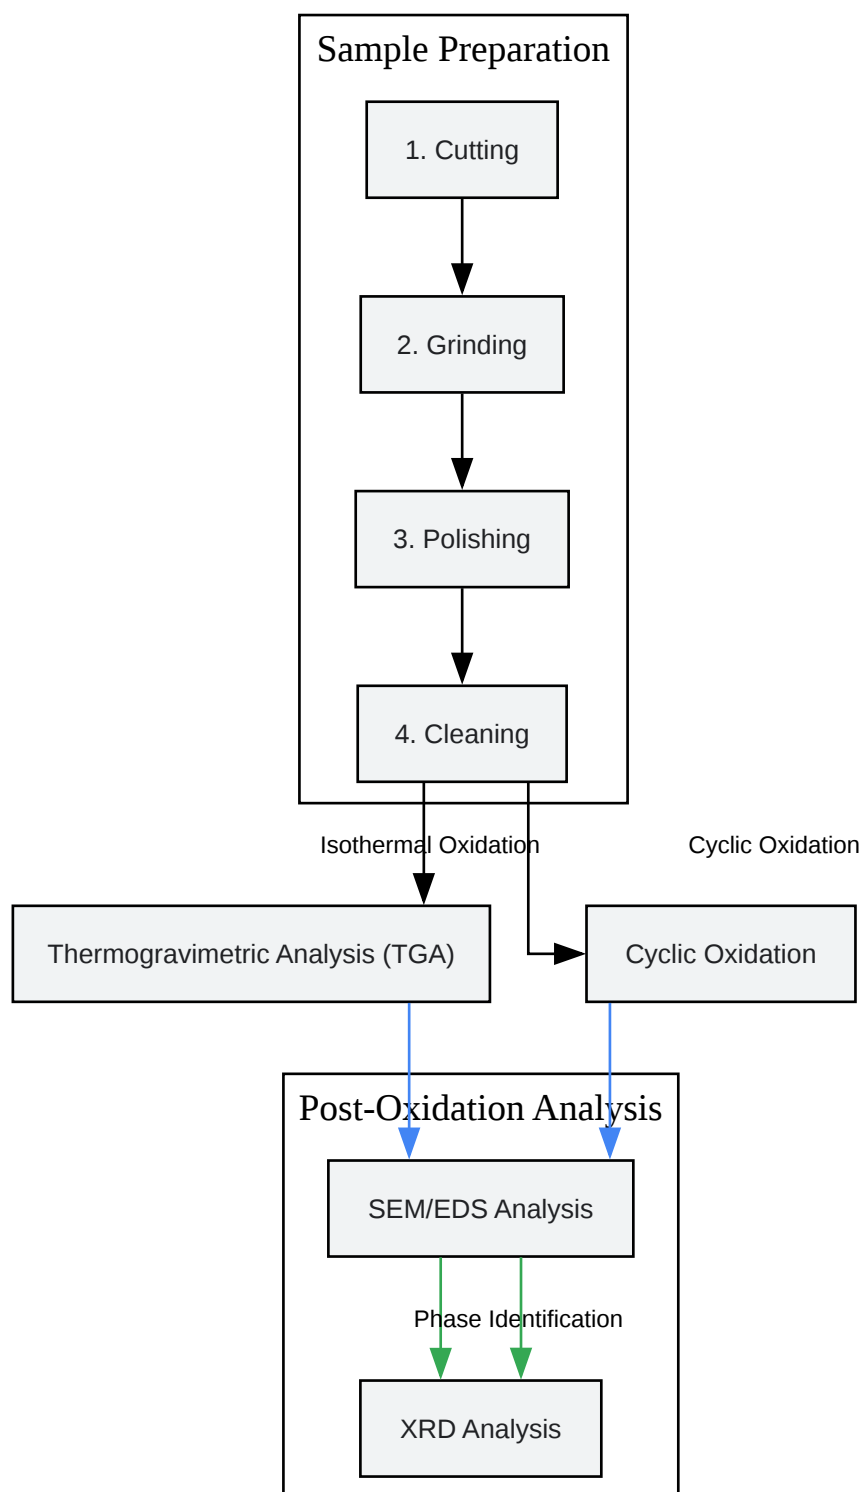 Sample Preparation
1. Cutting
2. Grinding
3. Polishing
4. Cleaning
Isothermal Oxidation
Cyclic Oxidation
Thermogravimetric Analysis (TGA)
Cyclic Oxidation
Post-Oxidation Analysis
SEM/EDS Analysis
Phase Identification
XRD Analysis